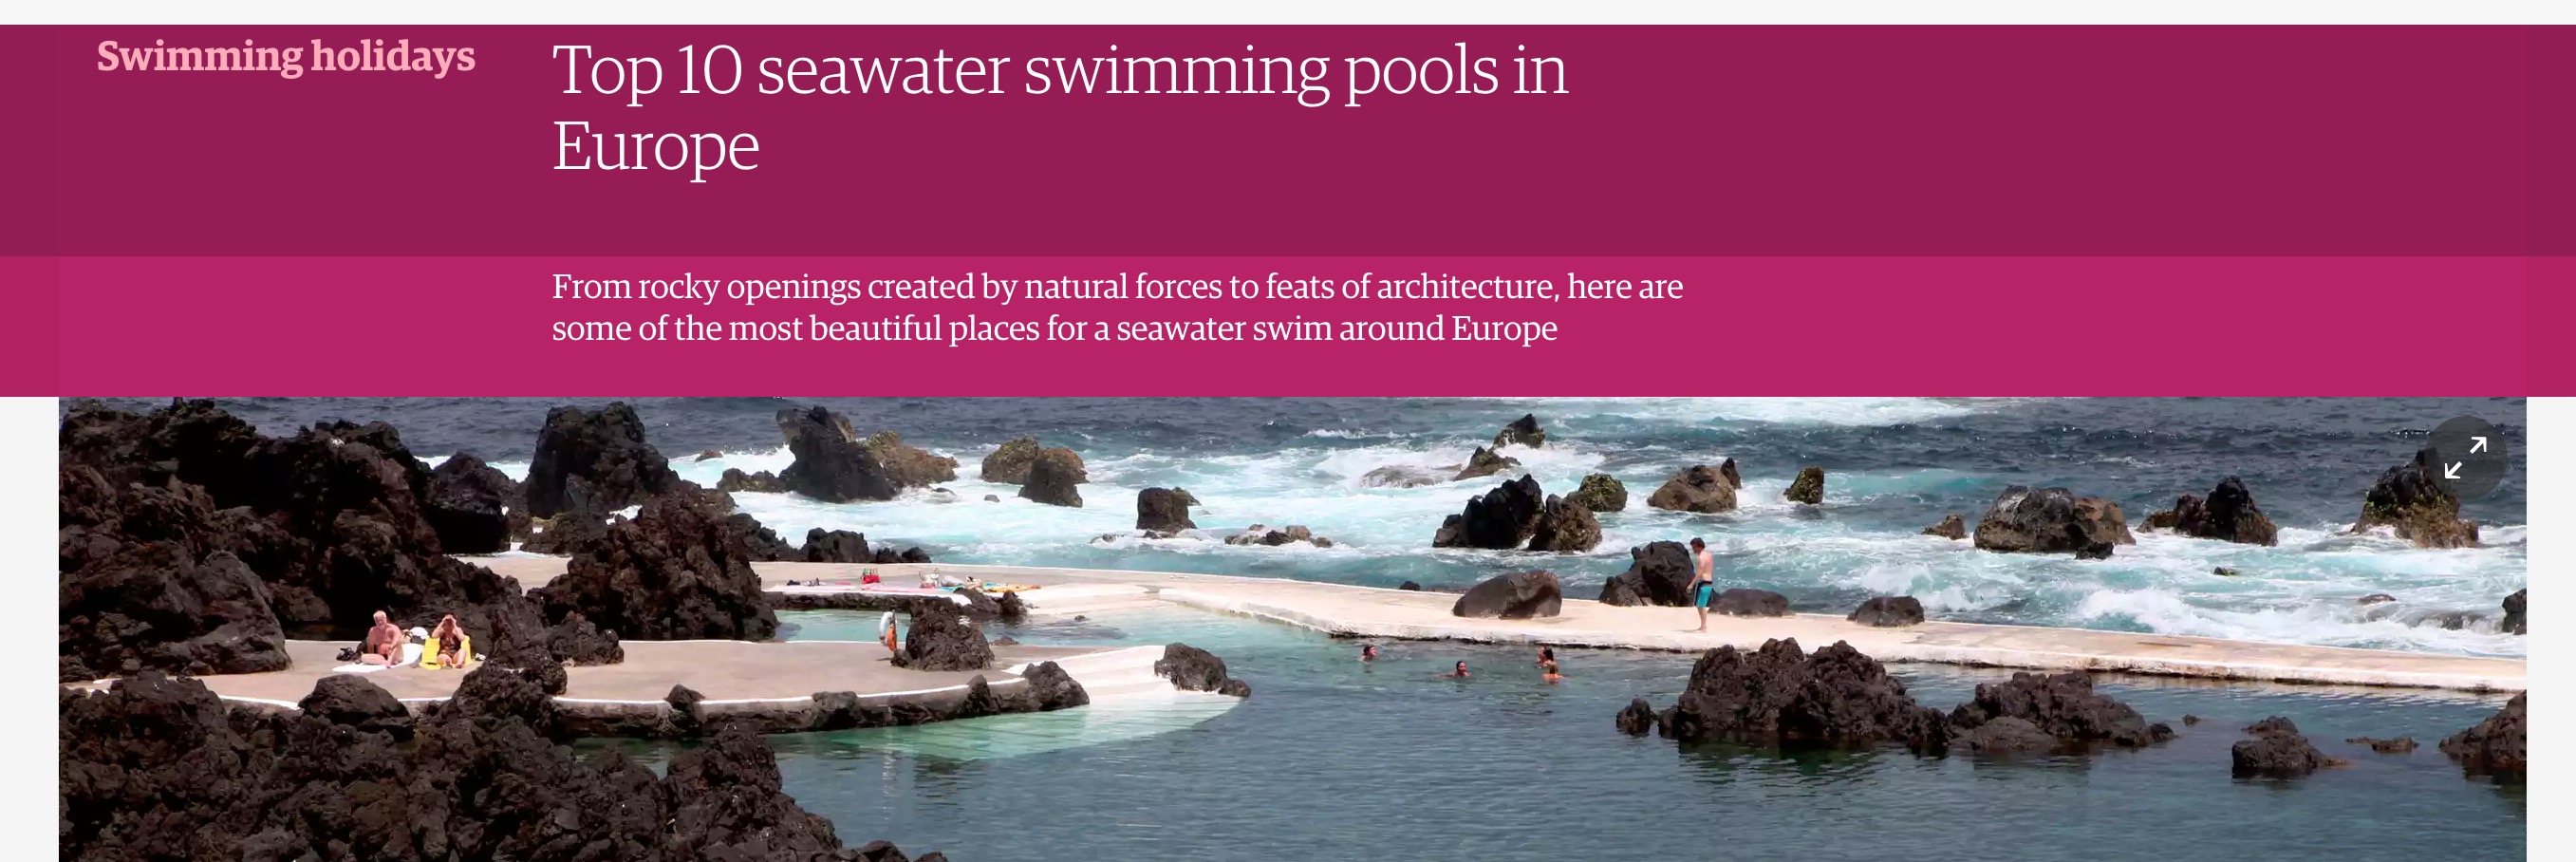 Swimming holidays
Top 10 seawater swimming pools in
Europe
From rocky openings created by natural forces to feats of architecture, here are
some of the most beautiful places for a seawater swim around Europe